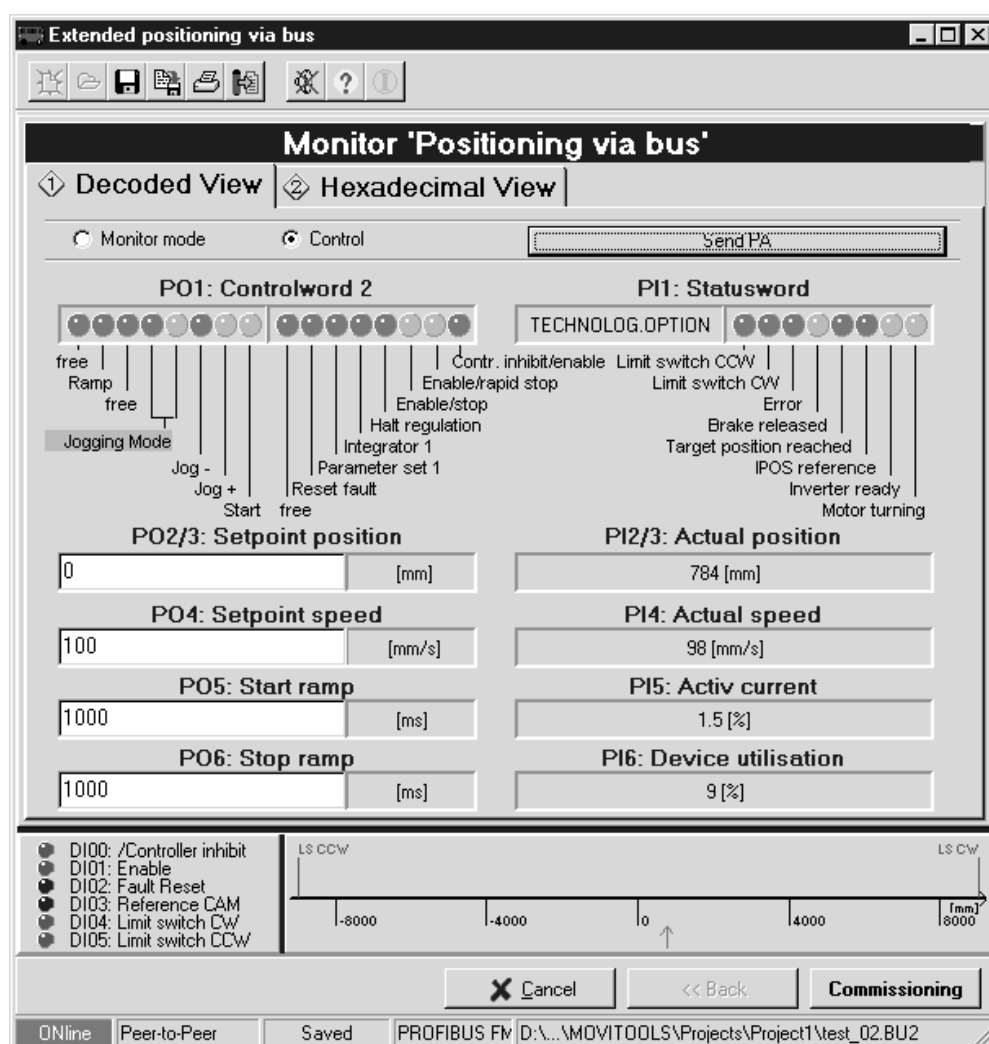 Extended positioning via bus
Monitor 'Positioning via bus'
1 Decoded View
2 Hexadecimal View
Monitor mode
Control
Send PA
PO1: Controlword 2
PI1: Statusword
TECHNOLOG.OPTION
free
Ramp
free
Jogging Mode
Jog -
Jog +
Start
Contr. inhibit/enable
Enable/rapid stop
Enable/stop
Halt regulation
Integrator 1
Parameter set 1
Reset fault
free
Limit switch CCW
Limit switch CW
Error
Brake released
Target position reached
IPOS reference
Inverter ready
Motor turning
PO2/3: Setpoint position
0 [mm]
PI2/3: Actual position
784 [mm]
PO4: Setpoint speed
100 [mm/s]
PI4: Actual speed
98 [mm/s]
PO5: Start ramp
1000 [ms]
PI5: Activ current
1.5 [%]
PO6: Stop ramp
1000 [ms]
PI6: Device utilisation
9 [%]
DI00: /Controller inhibit
DI01: Enable
DI02: Fault Reset
DI03: Reference CAM
DI04: Limit switch CW
DI05: Limit switch CCW
LS CCW
LS CW
-8000 -4000 0 4000 8000
[mm]
Cancel
<< Back
Commissioning
ONline
Peer-to-Peer
Saved
PROFIBUS FM
D:\...\MOVITOOLS\Projects\Project1\test_02.BU2